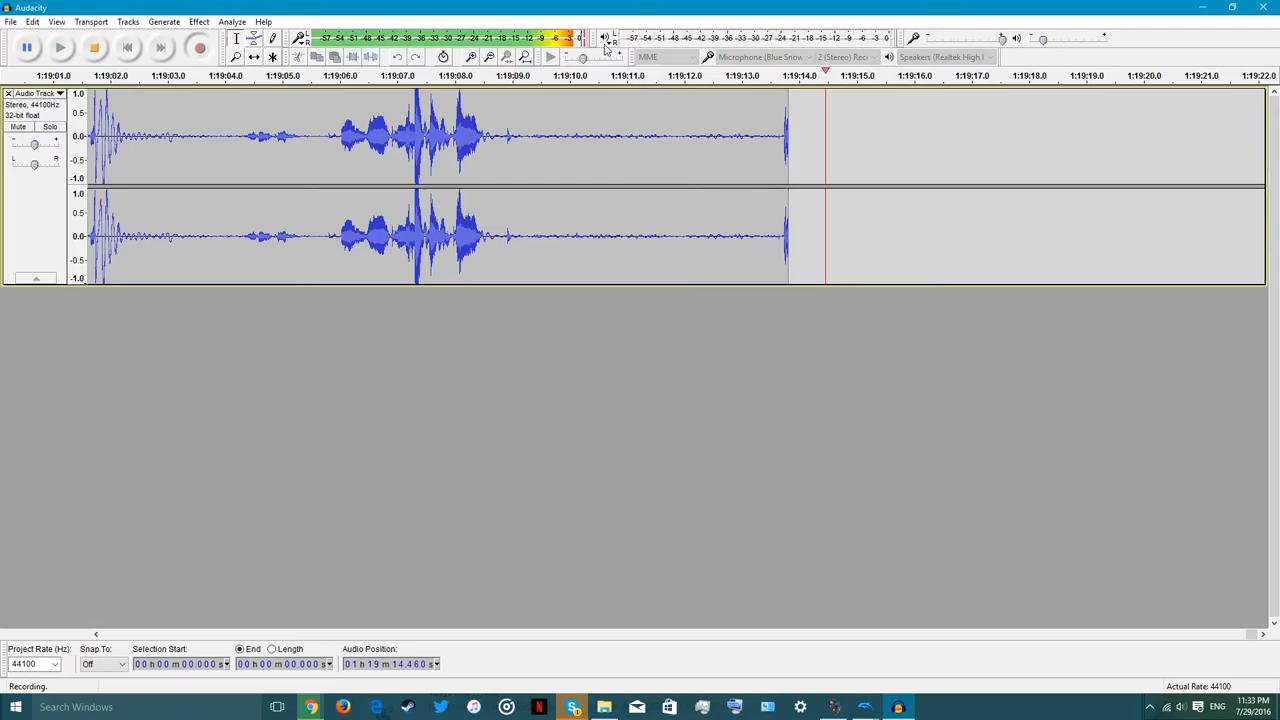 Audacity
File Edit View Transport Tracks Generate Effect Analyze Help
-57 -54 -51 -48 -45 -42 -39 -36 -33 -30 -27 -24 -21 -18 -15 -12 -9 -6 -3 0
-57 -54 -51 -48 -45 -42 -39 -36 -33 -30 -27 -24 -21 -18 -15 -12 -9 -6 -3 0
MME Microphone (Blue Snow 2 (Stereo) Rec Speakers (Realtek High
1:19:01.0 1:19:02.0 1:19:03.0 1:19:04.0 1:19:05.0 1:19:06.0 1:19:07.0 1:19:08.0 1:19:09.0 1:19:10.0 1:19:11.0 1:19:12.0 1:19:13.0 1:19:14.0 1:19:15.0 1:19:16.0 1:19:17.0 1:19:18.0 1:19:19.0 1:19:20.0 1:19:21.0 1:19:22.0
Audio Track 1.0
Stereo, 44100Hz
32-bit float 0.5
Mute Solo
- + 0.0
L R -0.5
-1.0
1.0
0.5
0.0
-0.5
-1.0
Project Rate (Hz): Snap To: Selection Start: End Length Audio Position:
44100 Off 00 h 00 m 00.000 s 00 h 00 m 00.000 s 01 h 19 m 14.460 s
Recording. Actual Rate: 44100
Search Windows
ENG 11:33 PM
7/29/2016